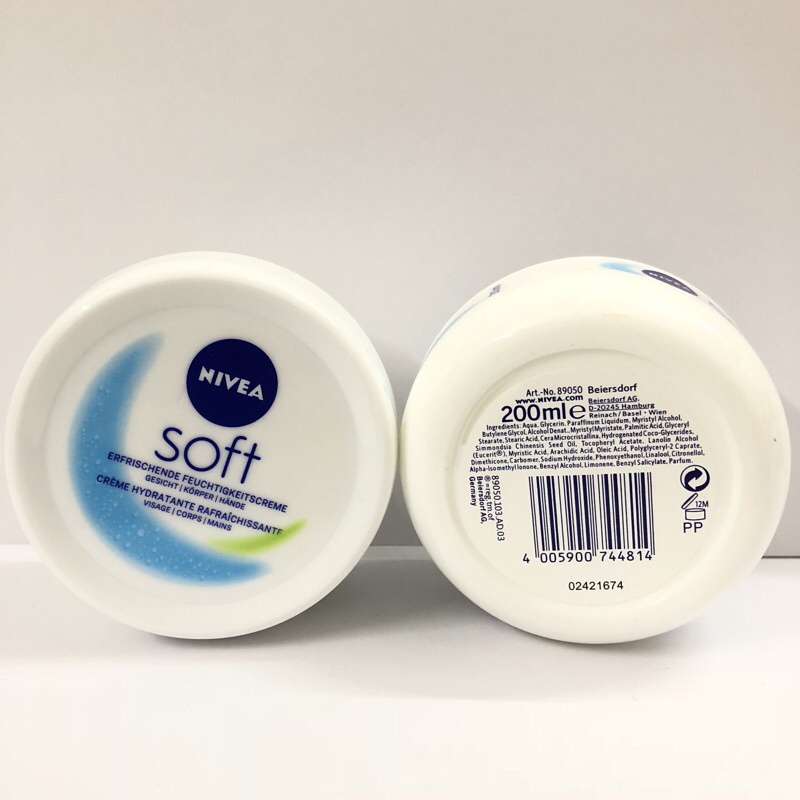 NIVEA
soft
ERFRISCHENDE FEUCHTIGKEITSCREME
GESICHT | KÖRPER | HÄNDE
CRÈME HYDRATANTE RAFRAÎCHISSANTE
VISAGE | CORPS | MAINS
NIVEA
Art.-No. 89050 Beiersdorf
www.NIVEA.com
Beiersdorf AG,
D-20245 Hamburg
200ml e
Reinach / Basel • Wien
Ingredients: Aqua, Glycerin, Paraffinum Liquidum, Myristyl Alcohol,
Butylene Glycol, Alcohol Denat., Myristyl Myristate, Palmitic Acid, Glyceryl
Stearate, Stearic Acid, Cera Microcristallina, Hydrogenated Coco-Glycerides,
Simmondsia Chinensis Seed Oil, Tocopheryl Acetate, Lanolin Alcohol
(Eucerit®), Myristic Acid, Arachidic Acid, Oleic Acid, Polyglyceryl-2 Caprate,
Dimethicone, Carbomer, Sodium Hydroxide, Phenoxyethanol, Linalool, Citronellol,
Alpha-Isomethyl Ionone, Benzyl Alcohol, Limonene, Benzyl Salicylate, Parfum.
89050.103.AD.03
®=reg. tm. of
Beiersdorf AG,
Germany
12M
PP
4 005900 744814
02421674